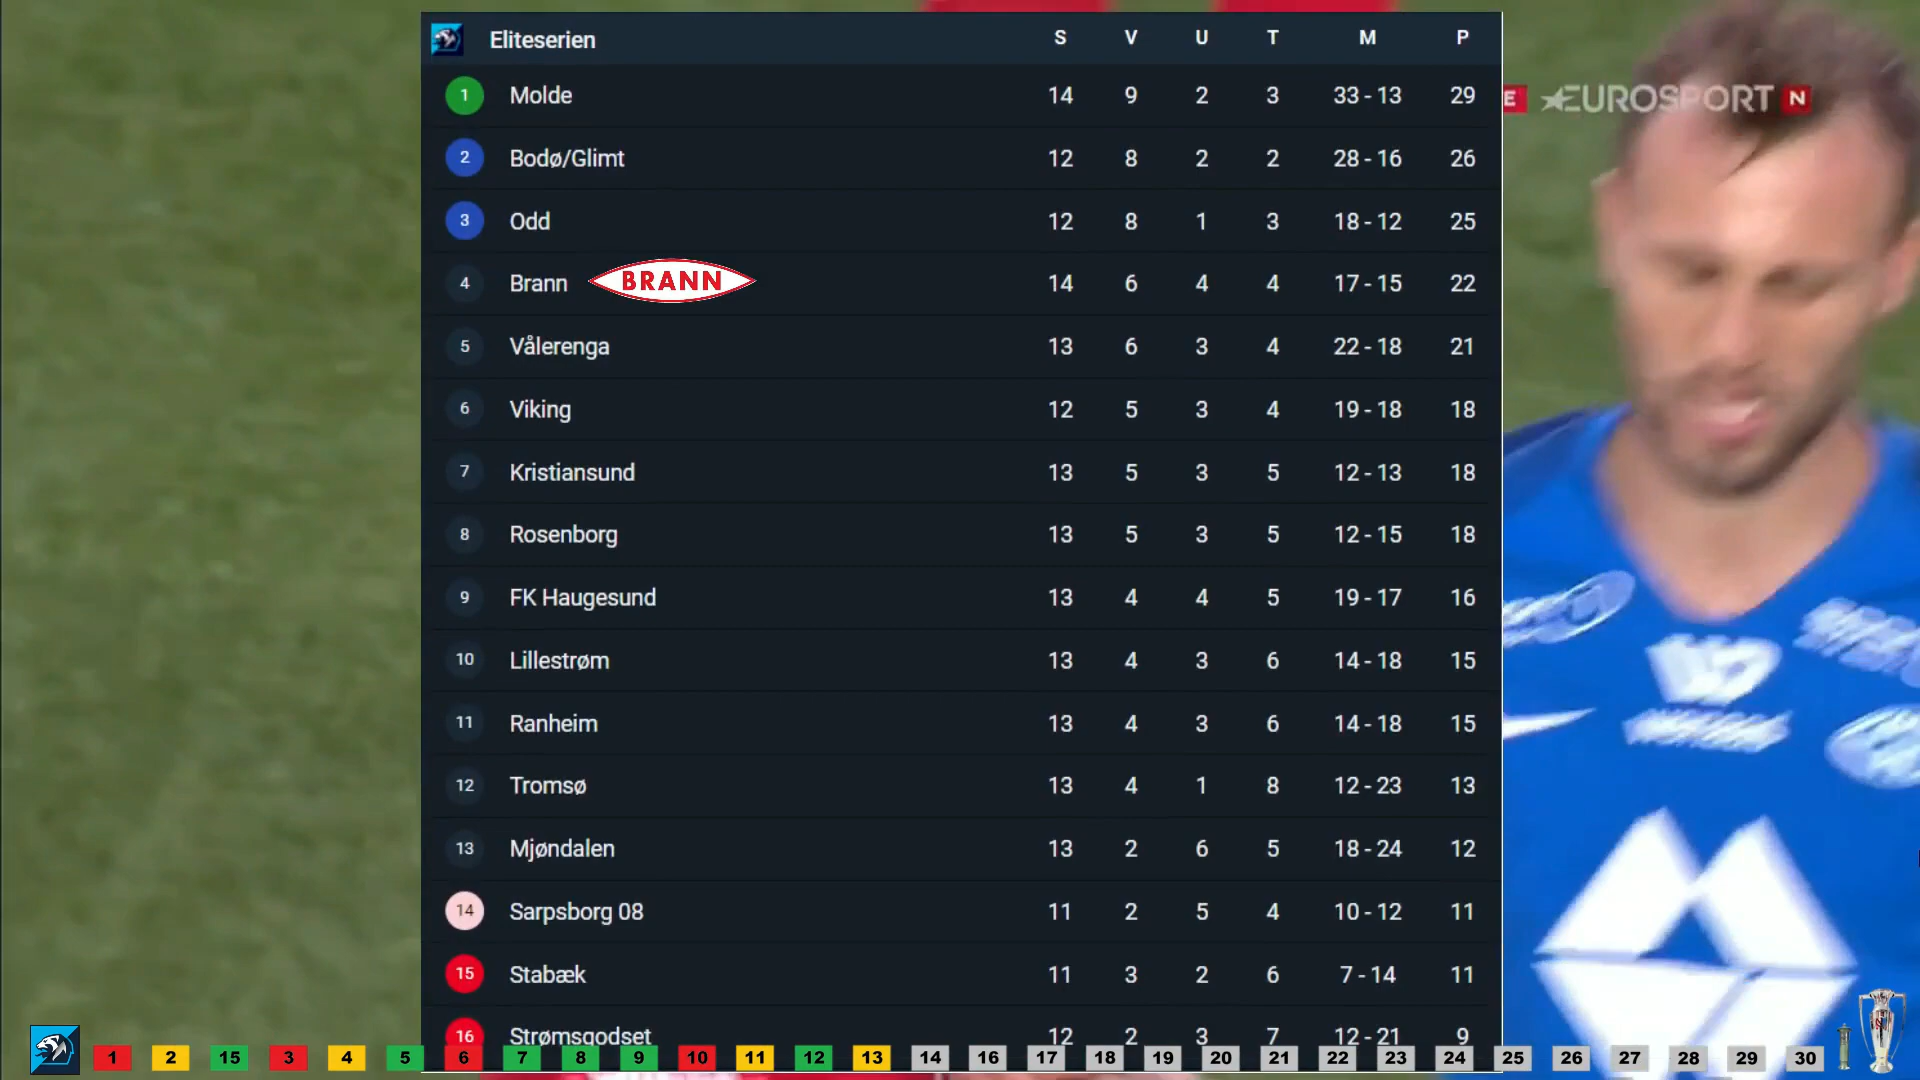 Eliteserien S V U T M P
1 Molde 14 9 2 3 33 - 13 29
E EUROSPORT N
2 Bodø/Glimt 12 8 2 2 28 - 16 26
3 Odd 12 8 1 3 18 - 12 25
4 Brann BRANN 14 6 4 4 17 - 15 22
5 Vålerenga 13 6 3 4 22 - 18 21
6 Viking 12 5 3 4 19 - 18 18
7 Kristiansund 13 5 3 5 12 - 13 18
8 Rosenborg 13 5 3 5 12 - 15 18
9 FK Haugesund 13 4 4 5 19 - 17 16
10 Lillestrøm 13 4 3 6 14 - 18 15
11 Ranheim 13 4 3 6 14 - 18 15
12 Tromsø 13 4 1 8 12 - 23 13
13 Mjøndalen 13 2 6 5 18 - 24 12
14 Sarpsborg 08 11 2 5 4 10 - 12 11
15 Stabæk 11 3 2 6 7 - 14 11
16 Strømsgodset 12 2 3 7 12 - 21 9
1 2 15 3 4 5 6 7 8 9 10 11 12 13 14 16 17 18 19 20 21 22 23 24 25 26 27 28 29 30